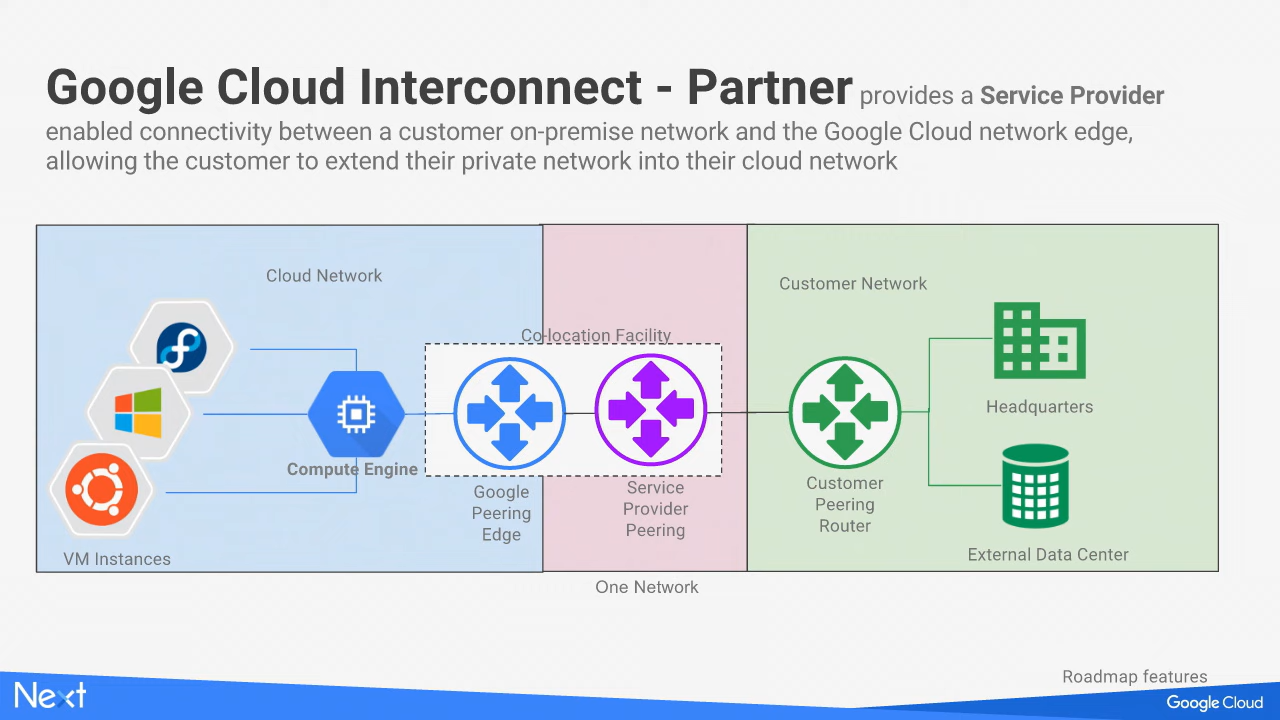 Google Cloud Interconnect - Partner provides a Service Provider
enabled connectivity between a customer on-premise network and the Google Cloud network edge,
allowing the customer to extend their private network into their cloud network
Cloud Network
Customer Network
Co-location Facility
Headquarters
Compute Engine
Google
Peering
Edge
Service
Provider
Peering
Customer
Peering
Router
VM Instances
External Data Center
One Network
Roadmap features
Next
Google Cloud